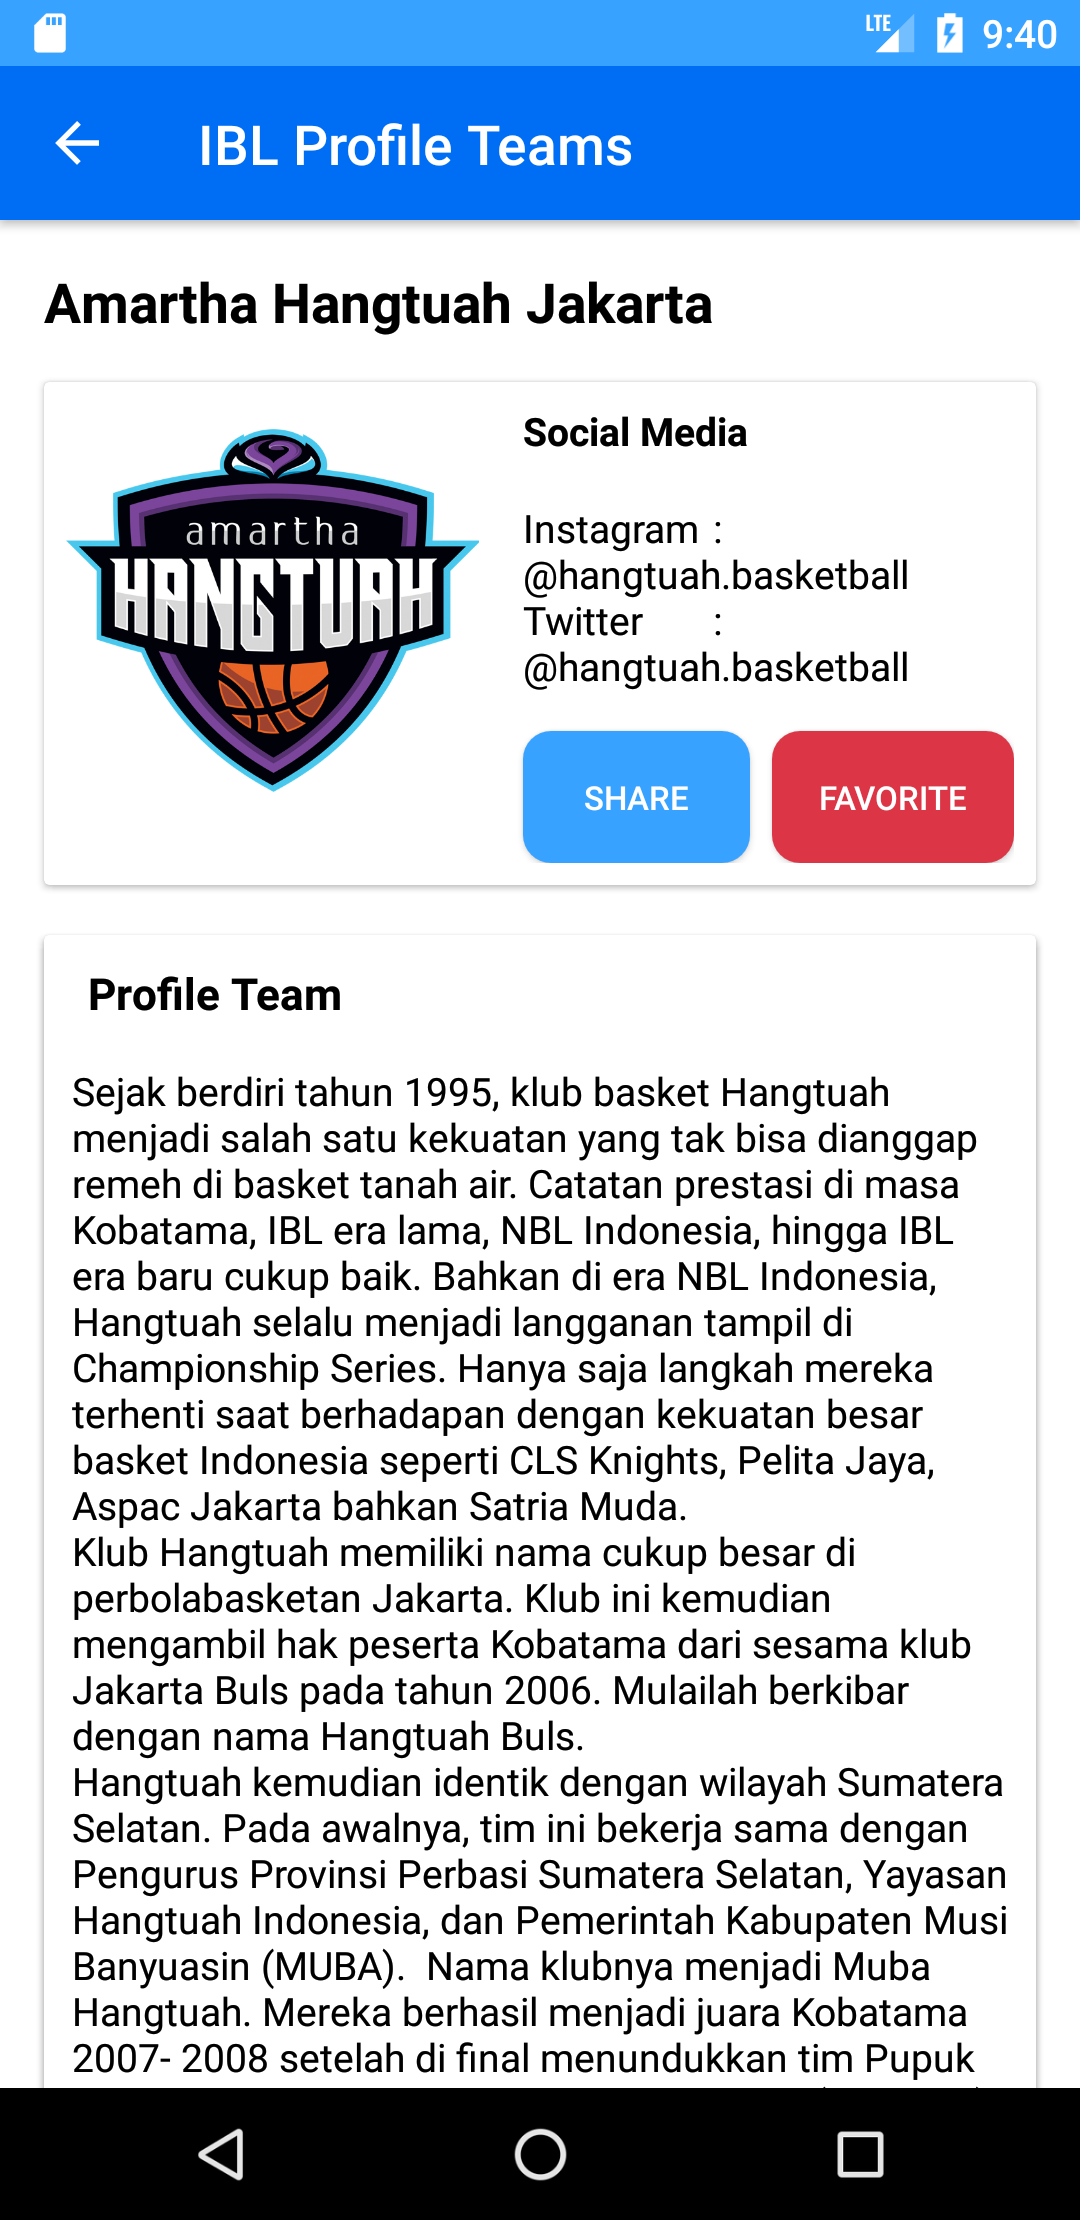 LTE 9:40
IBL Profile Teams
Amartha Hangtuah Jakarta
amartha
HANGTUAH
Social Media
Instagram :
@hangtuah.basketball
Twitter :
@hangtuah.basketball
SHARE
FAVORITE
Profile Team
Sejak berdiri tahun 1995, klub basket Hangtuah
menjadi salah satu kekuatan yang tak bisa dianggap
remeh di basket tanah air. Catatan prestasi di masa
Kobatama, IBL era lama, NBL Indonesia, hingga IBL
era baru cukup baik. Bahkan di era NBL Indonesia,
Hangtuah selalu menjadi langganan tampil di
Championship Series. Hanya saja langkah mereka
terhenti saat berhadapan dengan kekuatan besar
basket Indonesia seperti CLS Knights, Pelita Jaya,
Aspac Jakarta bahkan Satria Muda.
Klub Hangtuah memiliki nama cukup besar di
perbolabasketan Jakarta. Klub ini kemudian
mengambil hak peserta Kobatama dari sesama klub
Jakarta Buls pada tahun 2006. Mulailah berkibar
dengan nama Hangtuah Buls.
Hangtuah kemudian identik dengan wilayah Sumatera
Selatan. Pada awalnya, tim ini bekerja sama dengan
Pengurus Provinsi Perbasi Sumatera Selatan, Yayasan
Hangtuah Indonesia, dan Pemerintah Kabupaten Musi
Banyuasin (MUBA).  Nama klubnya menjadi Muba
Hangtuah. Mereka berhasil menjadi juara Kobatama
2007- 2008 setelah di final menundukkan tim Pupuk